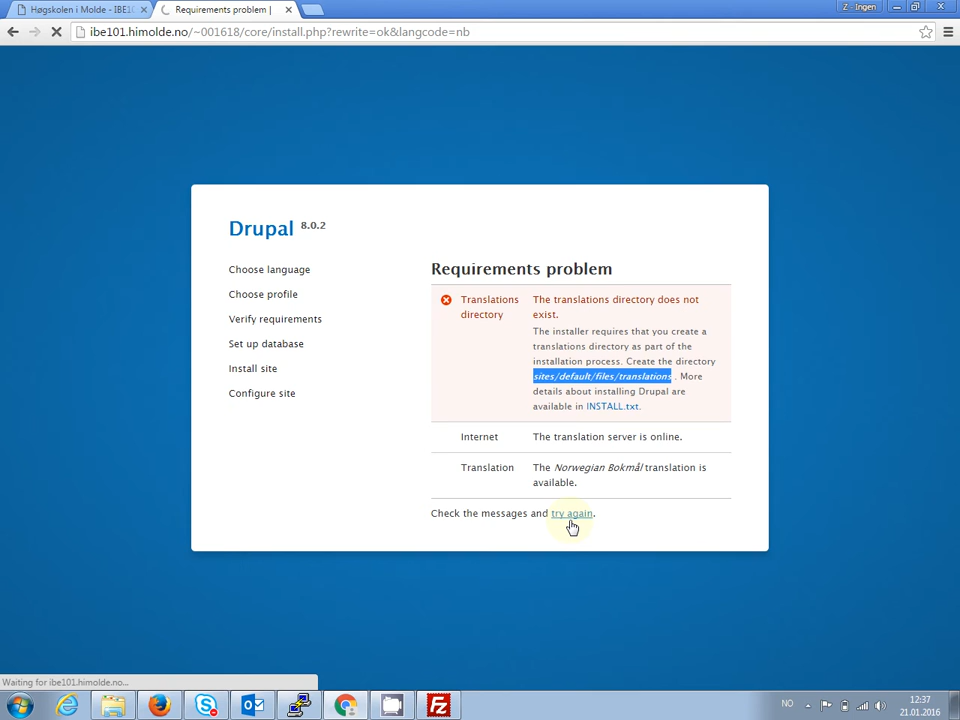 Høgskolen i Molde - IBE10
Requirements problem |
Z - Ingen
ibe101.himolde.no/~001618/core/install.php?rewrite=ok&langcode=nb
Drupal 8.0.2
Choose language
Choose profile
Verify requirements
Set up database
Install site
Configure site
Requirements problem
Translations
directory
The translations directory does not
exist.
The installer requires that you create a
translations directory as part of the
installation process. Create the directory
sites/default/files/translations . More
details about installing Drupal are
available in INSTALL.txt.
Internet
The translation server is online.
Translation
The Norwegian Bokmål translation is
available.
Check the messages and try again.
Waiting for ibe101.himolde.no...
NO
12:37
21.01.2016